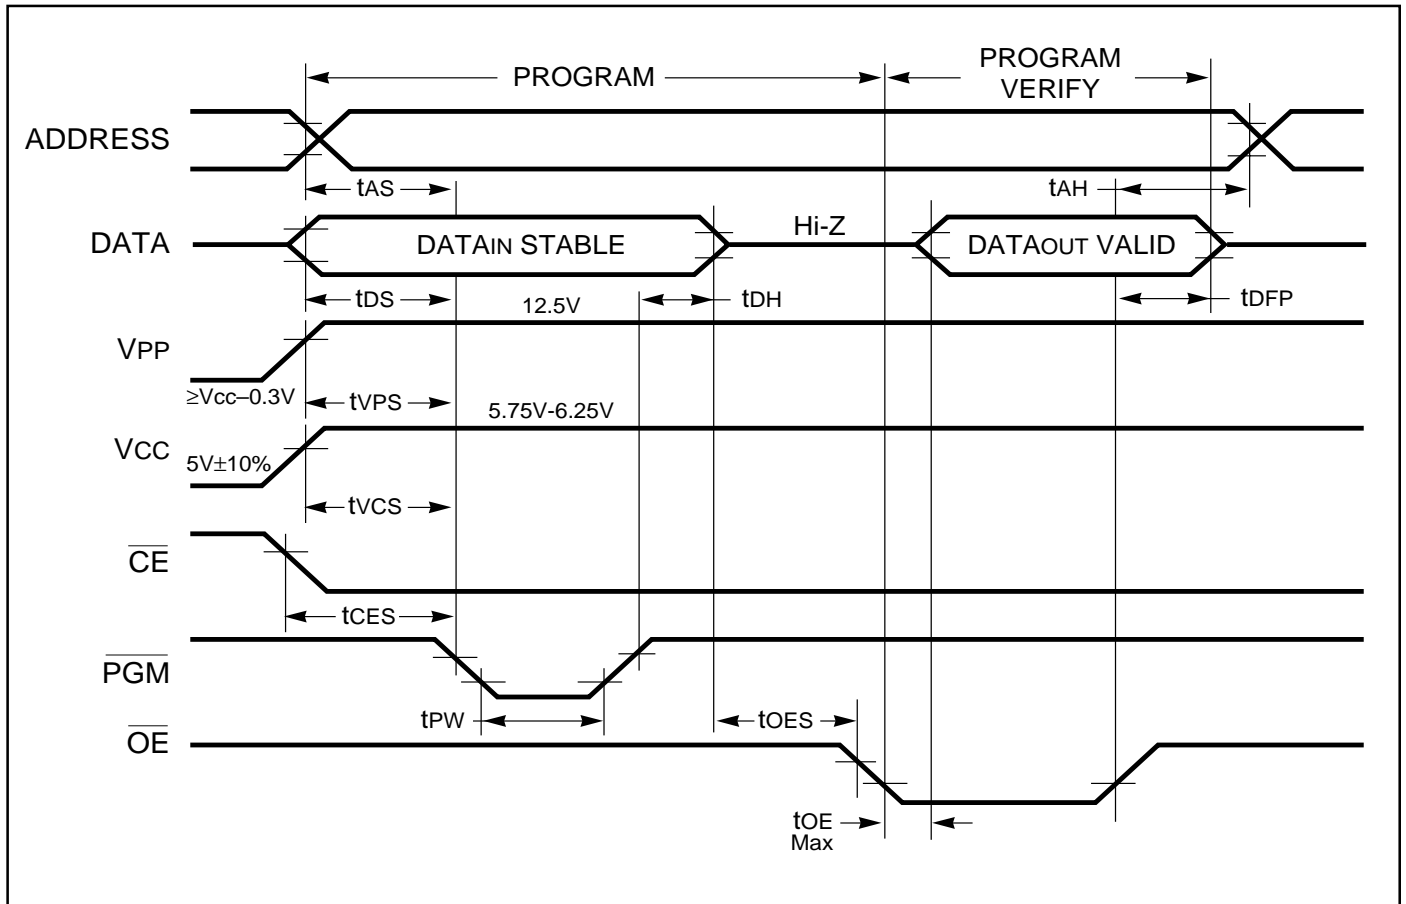 PROGRAM
PROGRAM
VERIFY
ADDRESS
tAS
tAH
DATA
DATAIN STABLE
Hi-Z
DATAOUT VALID
tDS
12.5V
tDH
tDFP
VPP
≥Vcc–0.3V
tVPS
5.75V-6.25V
VCC
5V±10%
tVCS
CE
tCES
PGM
tPW
tOES
OE
tOE
Max